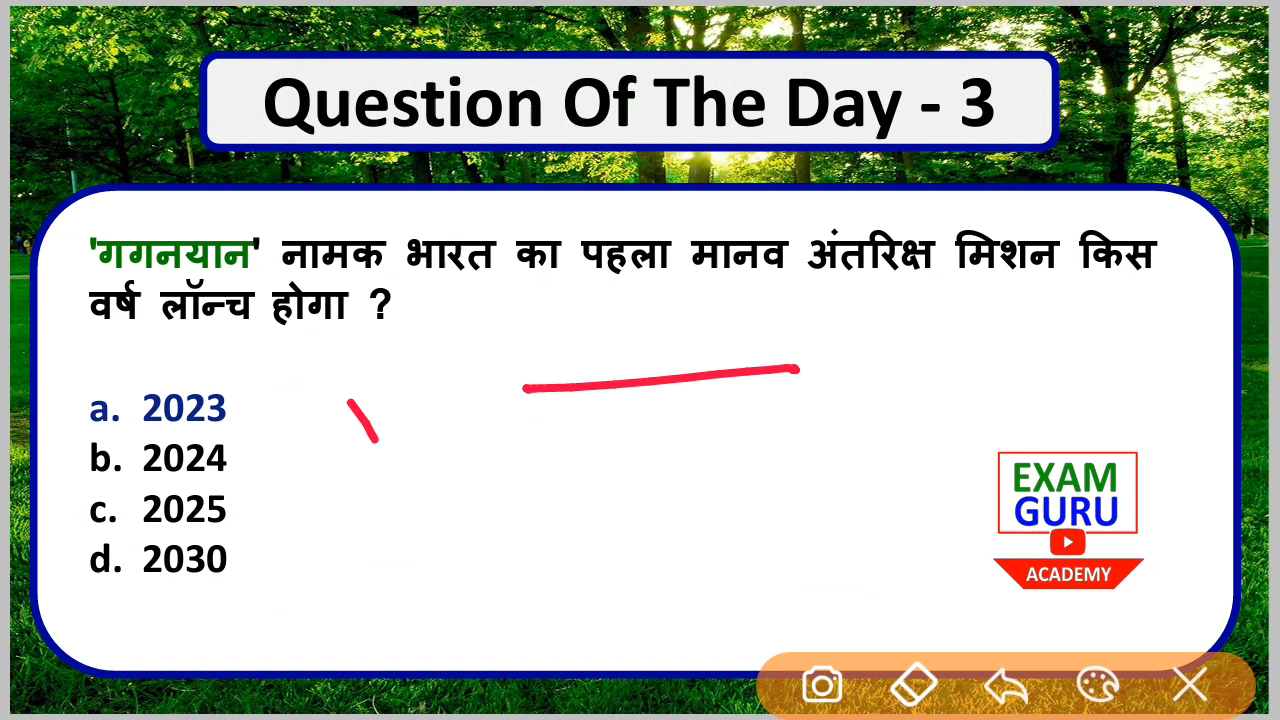 Question Of The Day - 3
'गगनयान' नामक भारत का पहला मानव अंतरिक्ष मिशन किस
वर्ष लॉन्च होगा ?
a. 2023
b. 2024
c. 2025
d. 2030
EXAM
GURU
ACADEMY